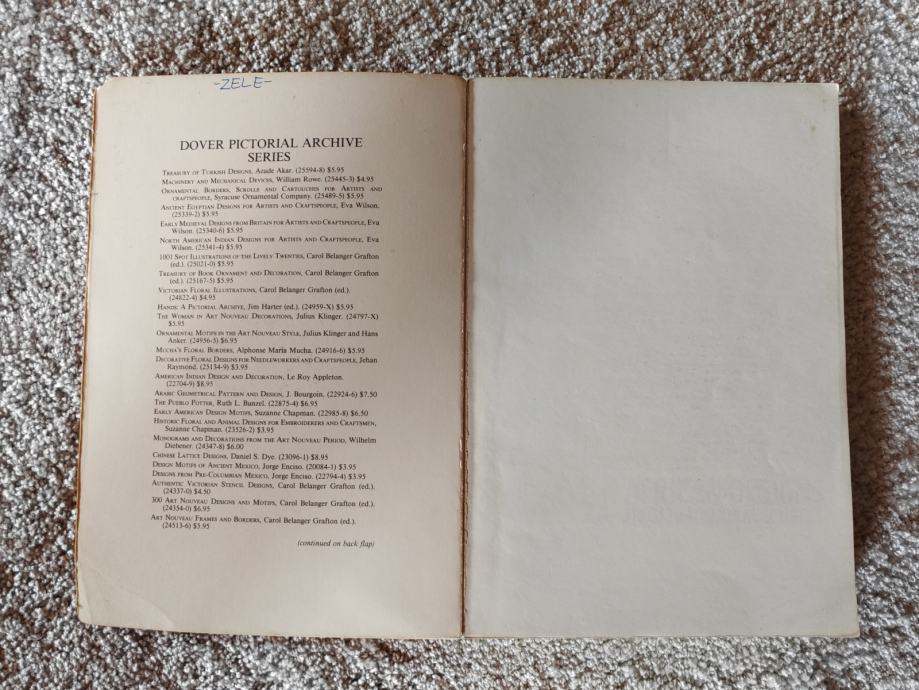 -ZELE-
DOVER PICTORIAL ARCHIVE
SERIES
TREASURY OF TURKISH DESIGNS, Azade Akar. (25594-8) $5.95
MACHINERY AND MECHANICAL DEVICES, William Rowe. (25445-3) $4.95
ORNAMENTAL BORDERS, SCROLLS AND CARTOUCHES FOR ARTISTS AND
CRAFTSPEOPLE, Syracuse Ornamental Company. (25489-5) $5.95
ANCIENT EGYPTIAN DESIGNS FOR ARTISTS AND CRAFTSPEOPLE, Eva Wilson.
(25339-2) $5.95
EARLY MEDIEVAL DESIGNS FROM BRITAIN FOR ARTISTS AND CRAFTSPEOPLE, Eva
Wilson. (25340-6) $5.95
NORTH AMERICAN INDIAN DESIGNS FOR ARTISTS AND CRAFTSPEOPLE, Eva
Wilson. (25341-4) $5.95
1001 SPOT ILLUSTRATIONS OF THE LIVELY TWENTIES, Carol Belanger Grafton
(ed.). (25021-0) $5.95
TREASURY OF BOOK ORNAMENT AND DECORATION, Carol Belanger Grafton
(ed.). (25167-5) $5.95
VICTORIAN FLORAL ILLUSTRATIONS, Carol Belanger Grafton (ed.).
(24822-4) $4.95
HANDS: A PICTORIAL ARCHIVE, Jim Harter (ed.). (24959-X) $5.95
THE WOMAN IN ART NOUVEAU DECORATIONS, Julius Klinger. (24797-X)
$5.95
ORNAMENTAL MOTIFS IN THE ART NOUVEAU STYLE, Julius Klinger and Hans
Anker. (24956-5) $6.95
MUCHA'S FLORAL BORDERS, Alphonse Maria Mucha. (24916-6) $5.95
DECORATIVE FLORAL DESIGNS FOR NEEDLEWORKERS AND CRAFTSPEOPLE, Jehan
Raymond. (25134-9) $3.95
AMERICAN INDIAN DESIGN AND DECORATION, Le Roy Appleton.
(22704-9) $8.95
ARABIC GEOMETRICAL PATTERN AND DESIGN, J. Bourgoin. (22924-6) $7.50
THE PUEBLO POTTER, Ruth L. Bunzel. (22875-4) $6.95
EARLY AMERICAN DESIGN MOTIFS, Suzanne Chapman. (22985-8) $6.50
HISTORIC FLORAL AND ANIMAL DESIGNS FOR EMBROIDERERS AND CRAFTSMEN,
Suzanne Chapman. (23526-2) $3.95
MONOGRAMS AND DECORATIONS FROM THE ART NOUVEAU PERIOD, Wilhelm
Diebener. (24347-8) $6.00
CHINESE LATTICE DESIGNS, Daniel S. Dye. (23096-1) $8.95
DESIGN MOTIFS OF ANCIENT MEXICO, Jorge Enciso. (20084-1) $3.95
DESIGNS FROM PRE-COLUMBIAN MEXICO, Jorge Enciso. (22794-4) $3.95
AUTHENTIC VICTORIAN STENCIL DESIGNS, Carol Belanger Grafton (ed.).
(24337-0) $4.50
300 ART NOUVEAU DESIGNS AND MOTIFS, Carol Belanger Grafton (ed.).
(24354-0) $6.95
ART NOUVEAU FRAMES AND BORDERS, Carol Belanger Grafton (ed.).
(24513-6) $5.95
(continued on back flap)